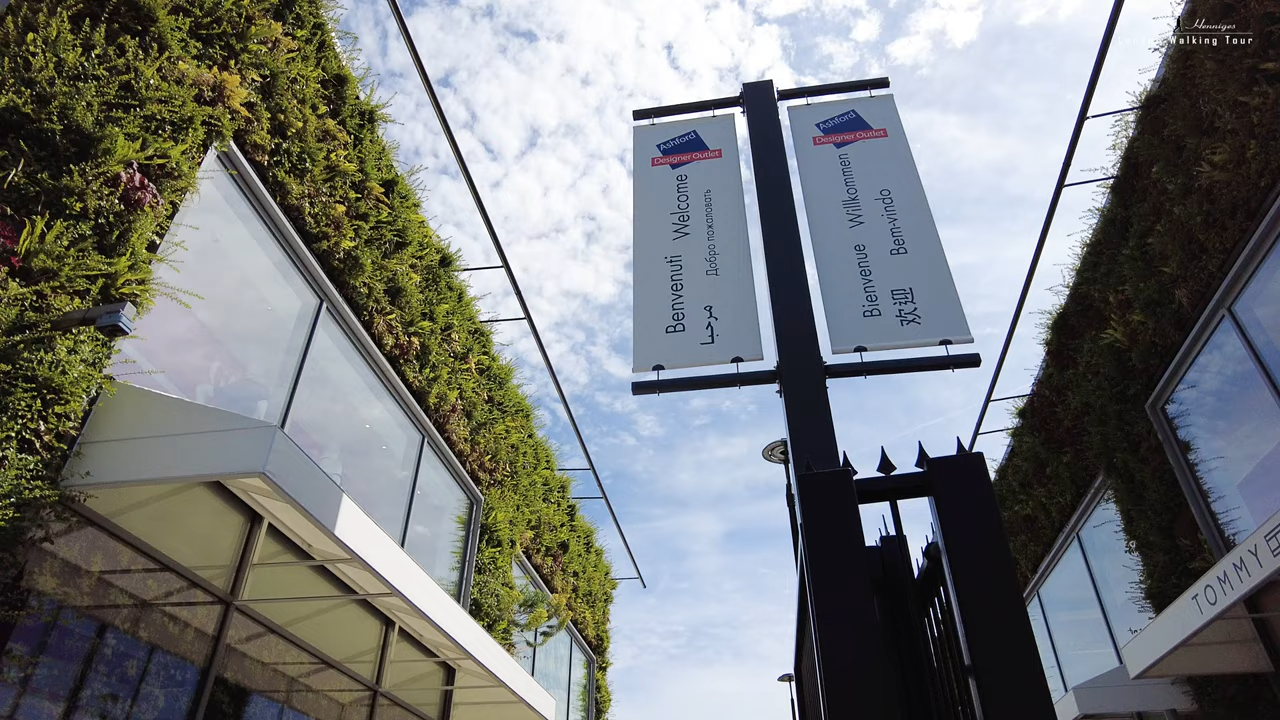 Henniges
Walking Tour
Ashford
Designer Outlet
Benvenuti Welcome
مرحبا Добро пожаловать
Ashford
Designer Outlet
Bienvenue Willkommen
欢迎 Bem-vindo
TOMMY